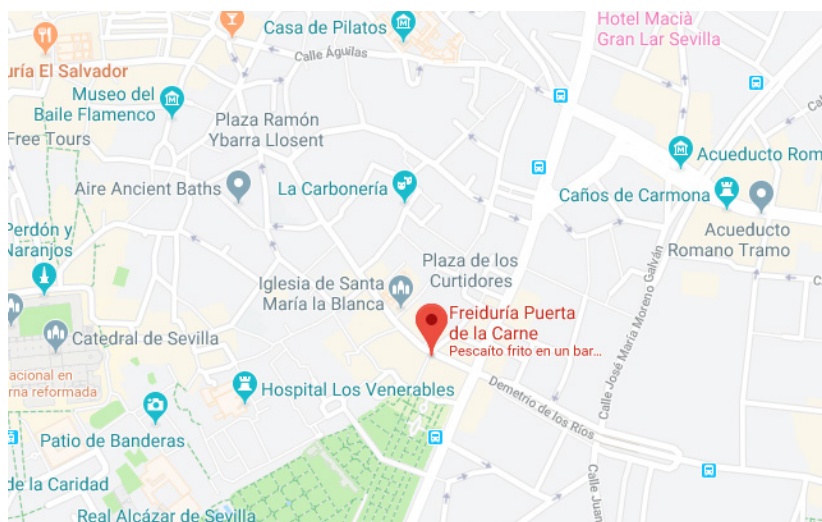 Hotel Macià
Gran Lar Sevilla
Casa de Pilatos
Calle Águilas
uría El Salvador
Museo del
Baile Flamenco
Plaza Ramón
Ybarra Llosent
Free Tours
Acueducto Rom
Aire Ancient Baths
La Carbonería
Caños de Carmona
Acueducto
Romano Tramo
Perdón y
Naranjos
Plaza de los
Curtidores
Iglesia de Santa
María la Blanca
Calle José María Moreno Galván
Freiduría Puerta
de la Carne
Pescaíto frito en un bar...
Catedral de Sevilla
acional en
rna reformada
Hospital Los Venerables
Demetrio de los Ríos
Patio de Banderas
de la Caridad
Calle Juan
Real Alcázar de Sevilla